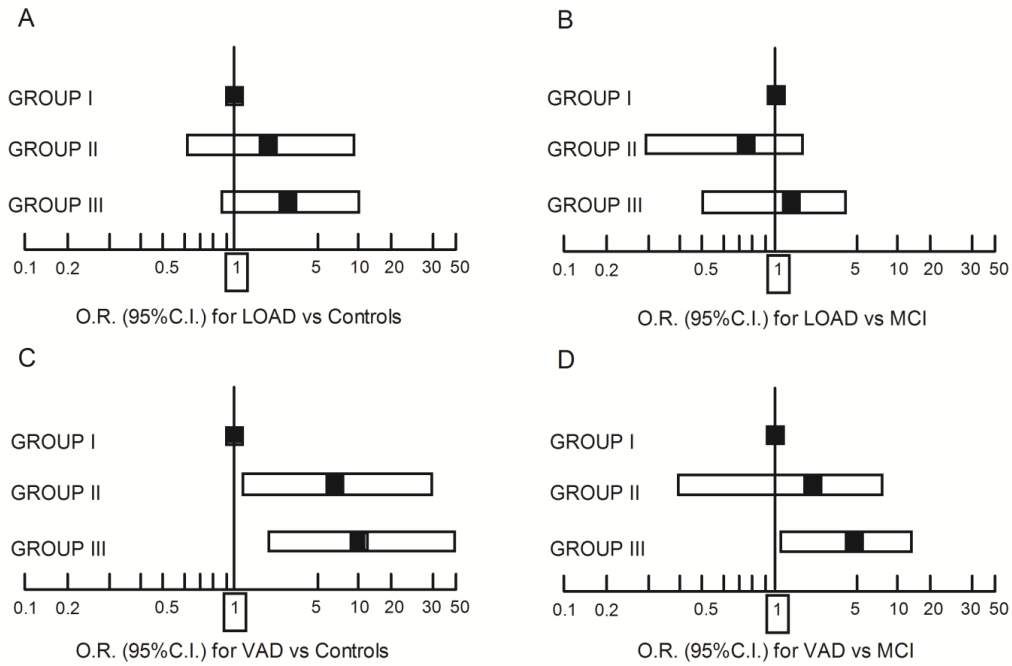 A
GROUP I
GROUP II
GROUP III
0.1 0.2 0.5 1 5 10 20 30 50
O.R. (95%C.I.) for LOAD vs Controls
B
GROUP I
GROUP II
GROUP III
0.1 0.2 0.5 1 5 10 20 30 50
O.R. (95%C.I.) for LOAD vs MCI
C
GROUP I
GROUP II
GROUP III
0.1 0.2 0.5 1 5 10 20 30 50
O.R. (95%C.I.) for VAD vs Controls
D
GROUP I
GROUP II
GROUP III
0.1 0.2 0.5 1 5 10 20 30 50
O.R. (95%C.I.) for VAD vs MCI